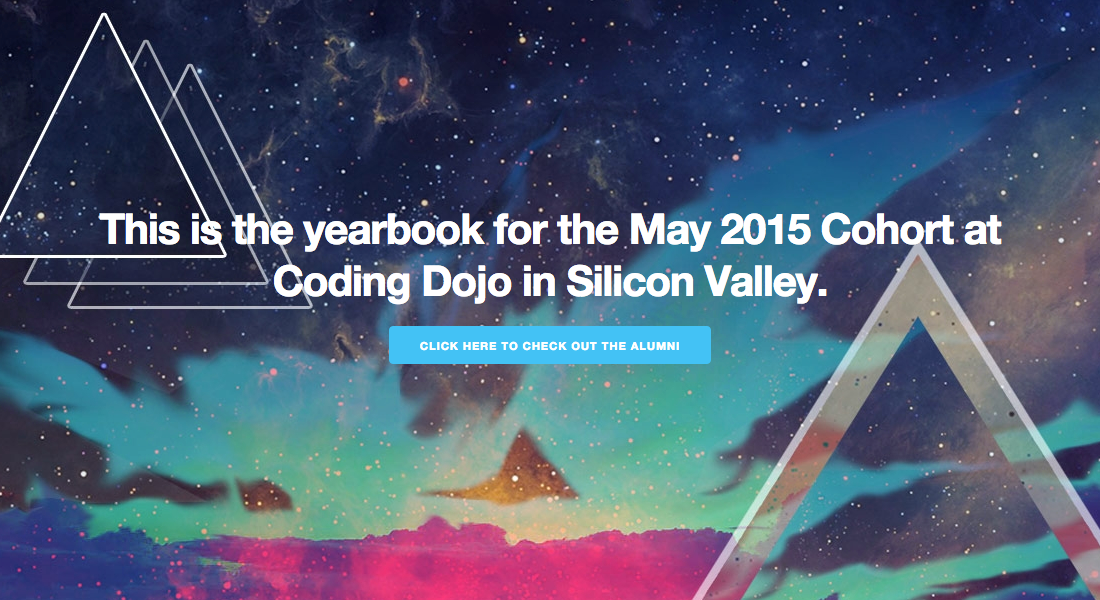 This is the yearbook for the May 2015 Cohort at
Coding Dojo in Silicon Valley.
CLICK HERE TO CHECK OUT THE ALUMNI